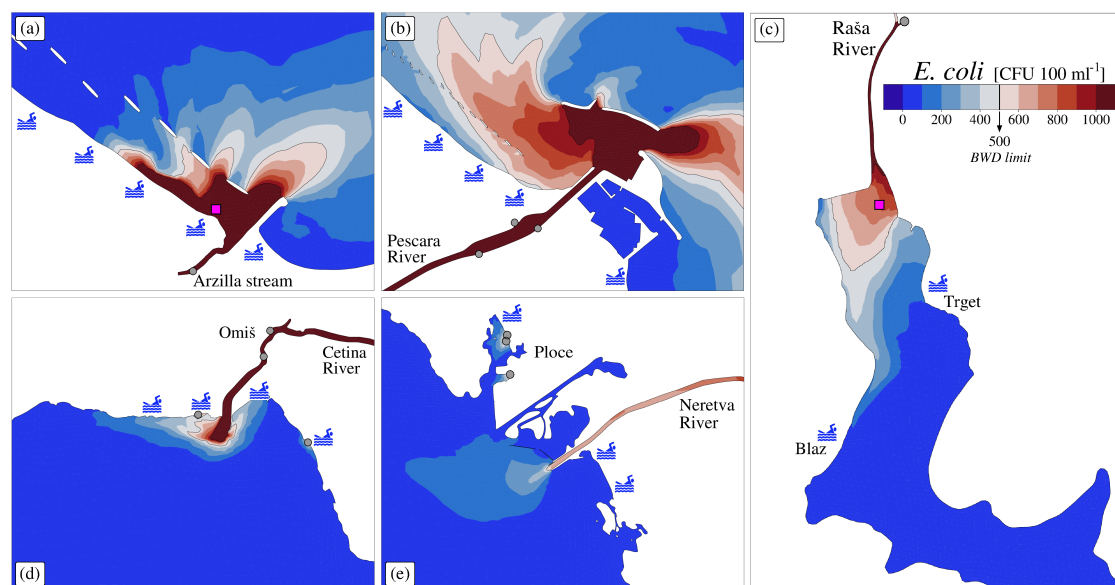 (a)
Arzilla stream
(b)
Pescara
River
(c)
Raša
River
E. coli [CFU 100 ml⁻¹]
0 200 400 600 800 1000
500
BWD limit
Trget
Blaz
Omiš
Cetina
River
(d)
Ploce
Neretva
River
(e)